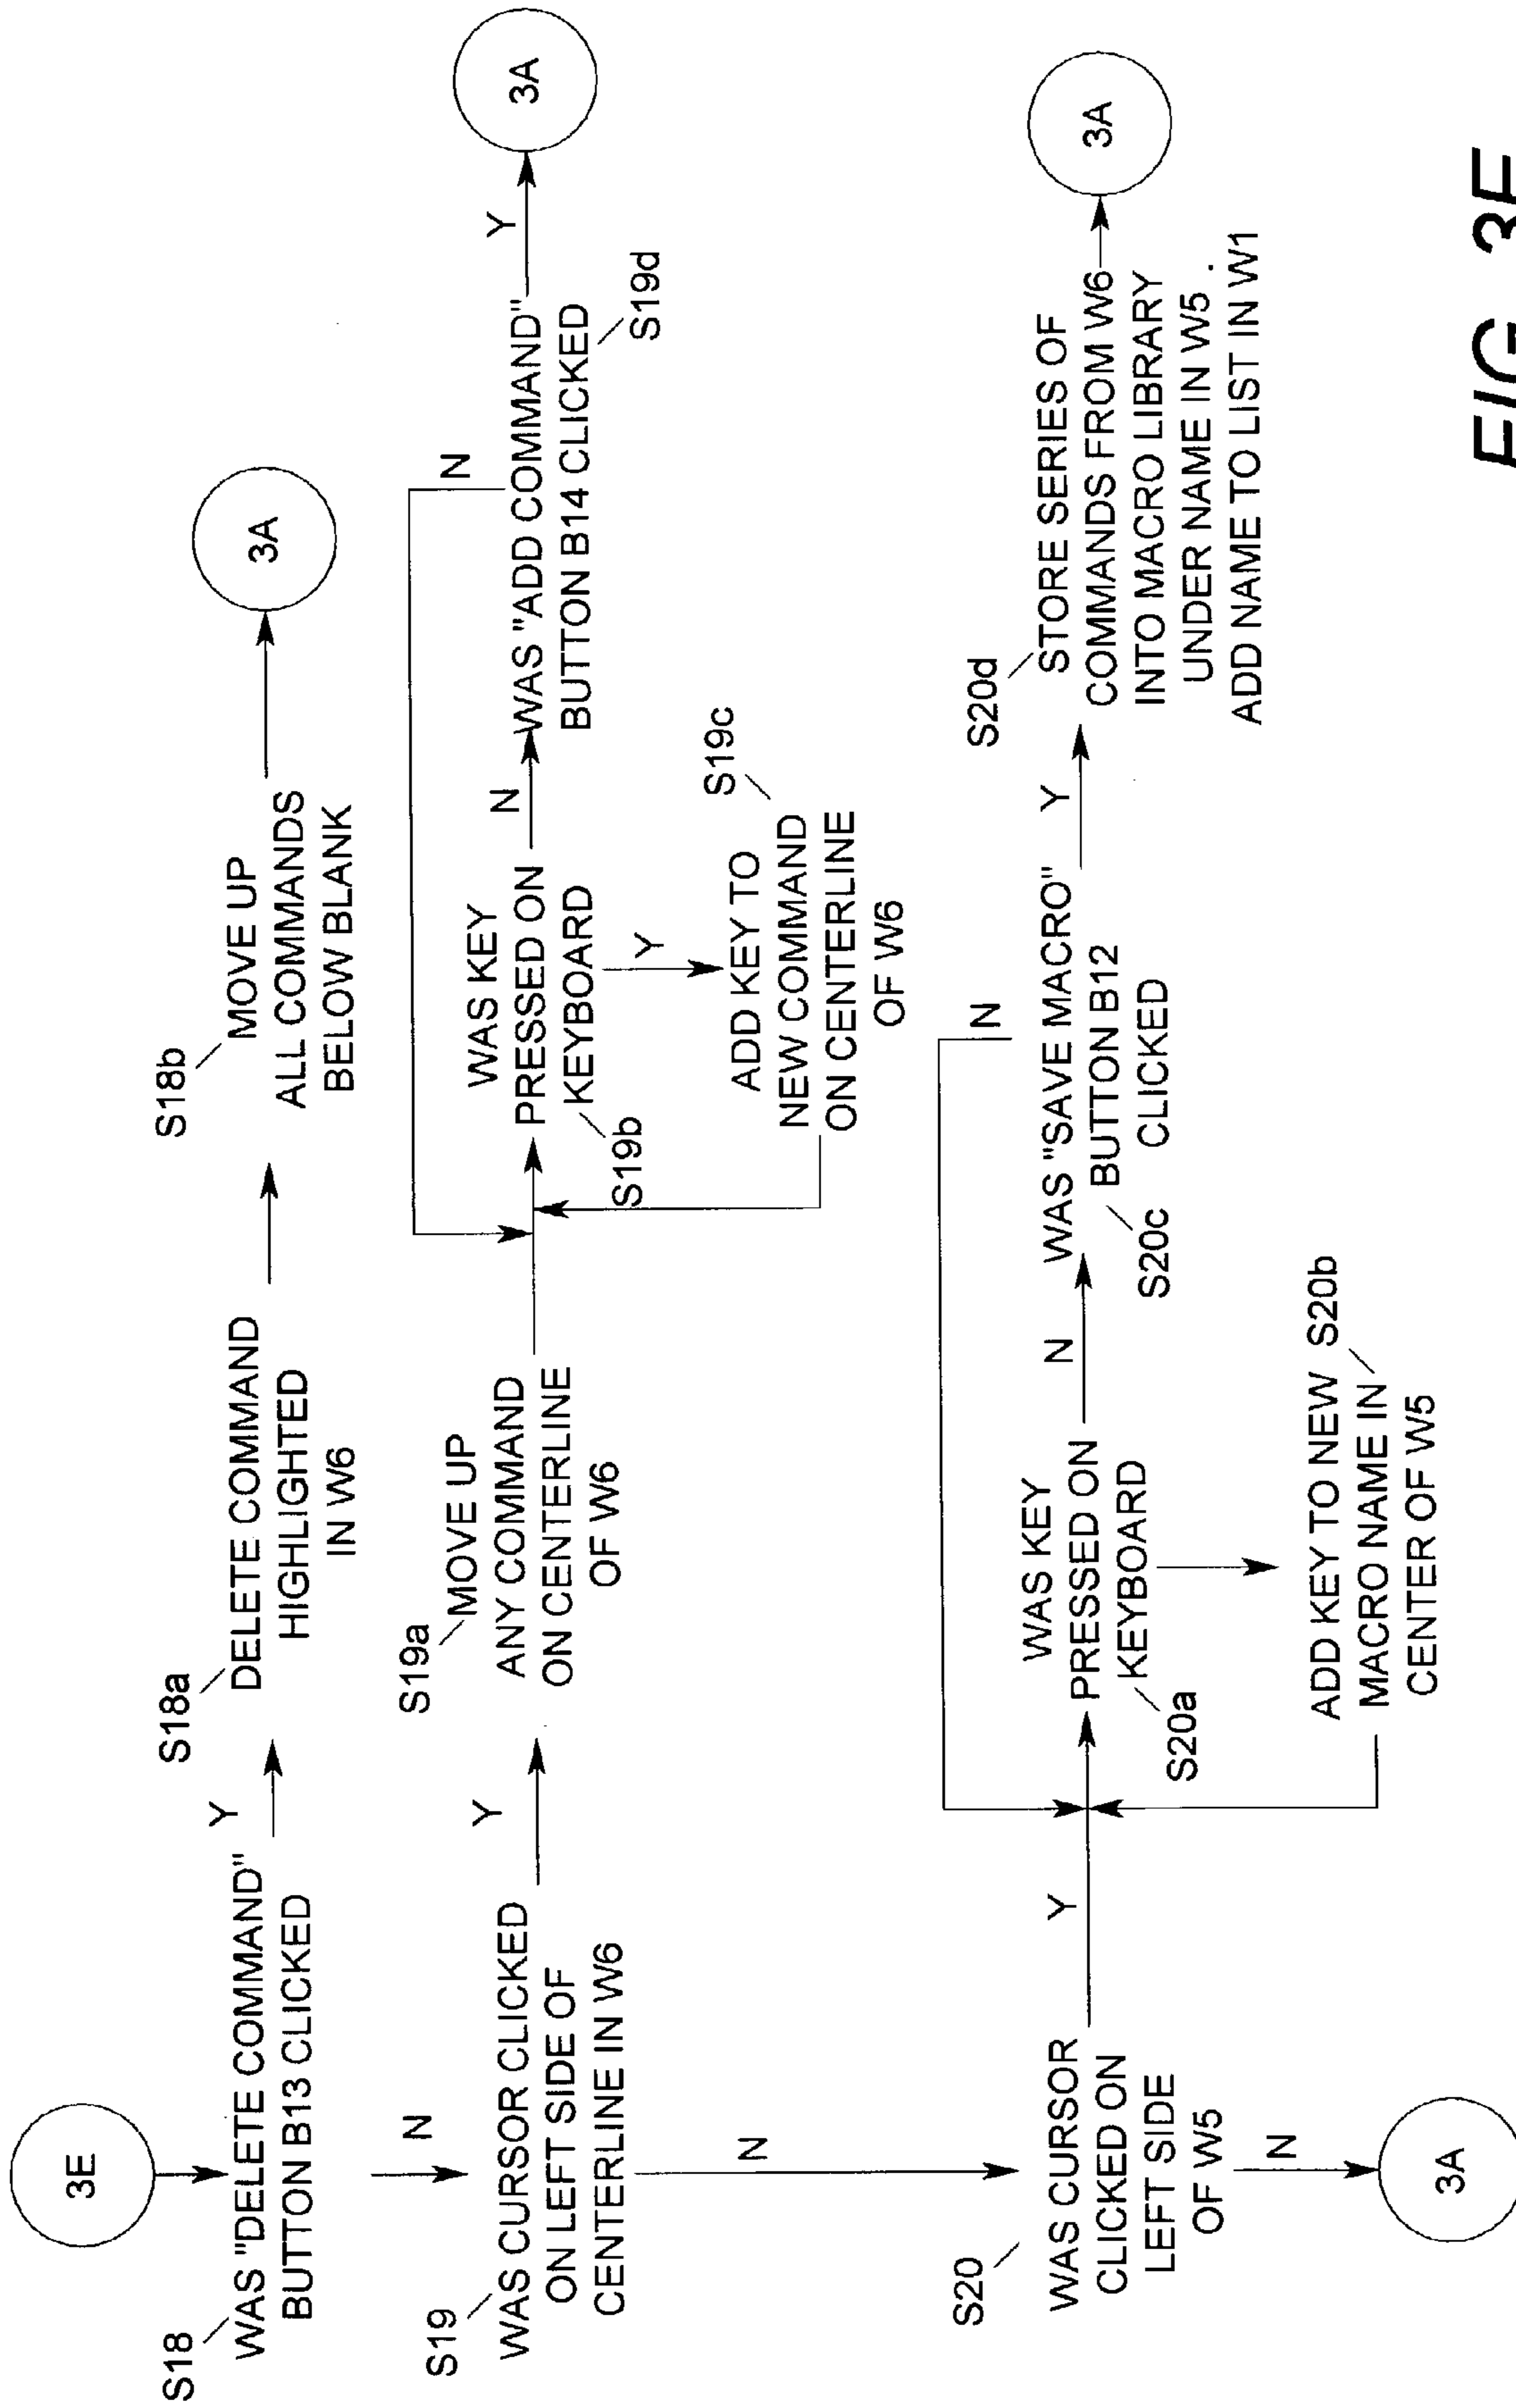 3E
S18
WAS "DELETE COMMAND"
BUTTON B13 CLICKED
Y
S18a
DELETE COMMAND
HIGHLIGHTED
IN W6
S18b
MOVE UP
ALL COMMANDS
BELOW BLANK
3A
N
S19
WAS CURSOR CLICKED
ON LEFT SIDE OF
CENTERLINE IN W6
Y
S19a
MOVE UP
ANY COMMAND
ON CENTERLINE
OF W6
S19b
WAS KEY
PRESSED ON
KEYBOARD
N
Y
S19c
ADD KEY TO
NEW COMMAND
ON CENTERLINE
OF W6
N
WAS "ADD COMMAND"
BUTTON B14 CLICKED
S19d
Y
3A
N
S20
WAS CURSOR
CLICKED ON
LEFT SIDE
OF W5
N
3A
Y
WAS KEY
PRESSED ON
KEYBOARD
S20a
ADD KEY TO NEW
MACRO NAME IN
CENTER OF W5
S20b
N
N
WAS "SAVE MACRO"
BUTTON B12
CLICKED
S20c
Y
S20d
STORE SERIES OF
COMMANDS FROM W6
INTO MACRO LIBRARY
UNDER NAME IN W5 .
ADD NAME TO LIST IN W1
3A
FIG. 3E